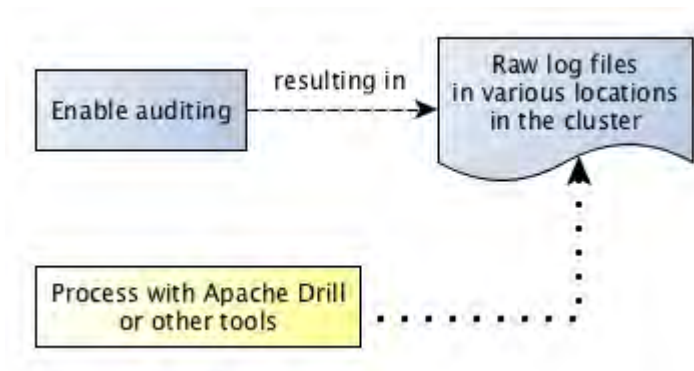 Enable auditing
resulting in
Raw log files
in various locations
in the cluster
Process with Apache Drill
or other tools